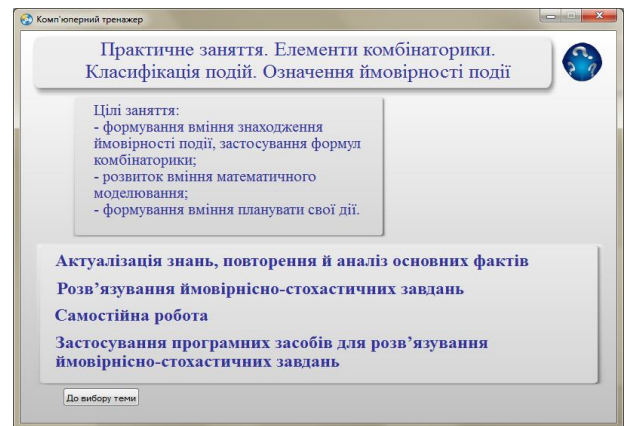 Комп'ютерний тренажер
Практичне заняття. Елементи комбінаторики.
Класифікація подій. Означення ймовірності події
Цілі заняття:
- формування вміння знаходження
ймовірності події, застосування формул
комбінаторики;
- розвиток вміння математичного
моделювання;
- формування вміння планувати свої дії.
Актуалізація знань, повторення й аналіз основних фактів
Розв’язування ймовірнісно-стохастичних завдань
Самостійна робота
Застосування програмних засобів для розв’язування
ймовірнісно-стохастичних завдань
До вибору теми